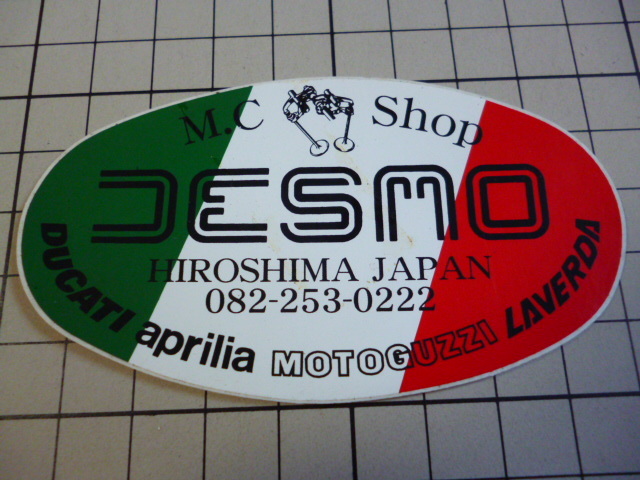 M.C Shop
DESMO
HIROSHIMA JAPAN
082-253-0222
DUCATI aprilia MOTOGUZZI LAVERDA